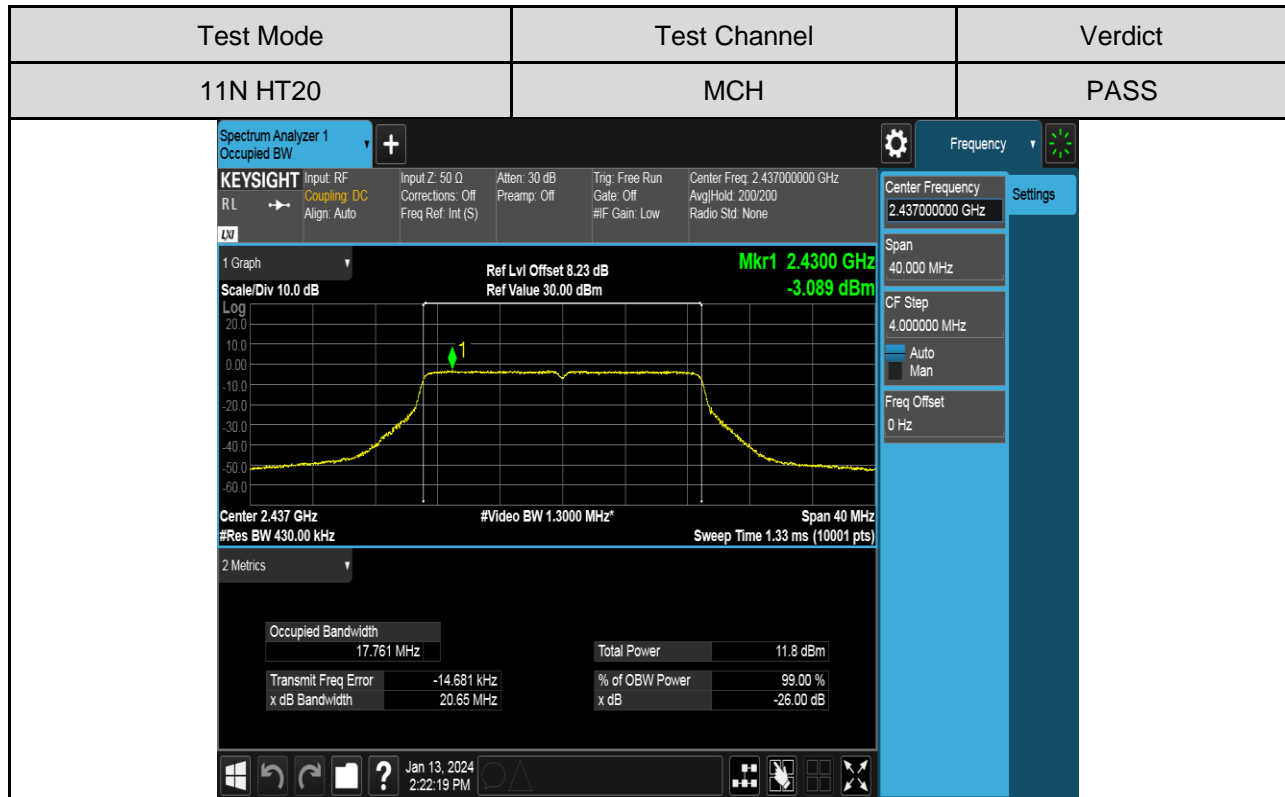 Test Mode Test Channel Verdict
11N HT20 MCH PASS
Spectrum Analyzer 1
Occupied BW
Frequency
KEYSIGHT Input: RF Input Z: 50 Ω Atten: 30 dB Trig: Free Run Center Freq: 2.437000000 GHz
RL Coupling: DC Corrections: Off Preamp: Off Gate: Off Avg|Hold: 200/200
Align: Auto Freq Ref: Int (S) #IF Gain: Low Radio Std: None
LXI
Center Frequency
2.437000000 GHz
Settings
Span
40.000 MHz
CF Step
4.000000 MHz
Auto
Man
Freq Offset
0 Hz
1 Graph Ref Lvl Offset 8.23 dB Mkr1 2.4300 GHz
Scale/Div 10.0 dB Ref Value 30.00 dBm -3.089 dBm
Log
20.0
10.0
0.00
-10.0
-20.0
-30.0
-40.0
-50.0
-60.0
1
Center 2.437 GHz #Video BW 1.3000 MHz* Span 40 MHz
#Res BW 430.00 kHz Sweep Time 1.33 ms (10001 pts)
2 Metrics
Occupied Bandwidth
17.761 MHz Total Power 11.8 dBm
Transmit Freq Error -14.681 kHz % of OBW Power 99.00 %
x dB Bandwidth 20.65 MHz x dB -26.00 dB
? Jan 13, 2024
2:22:19 PM